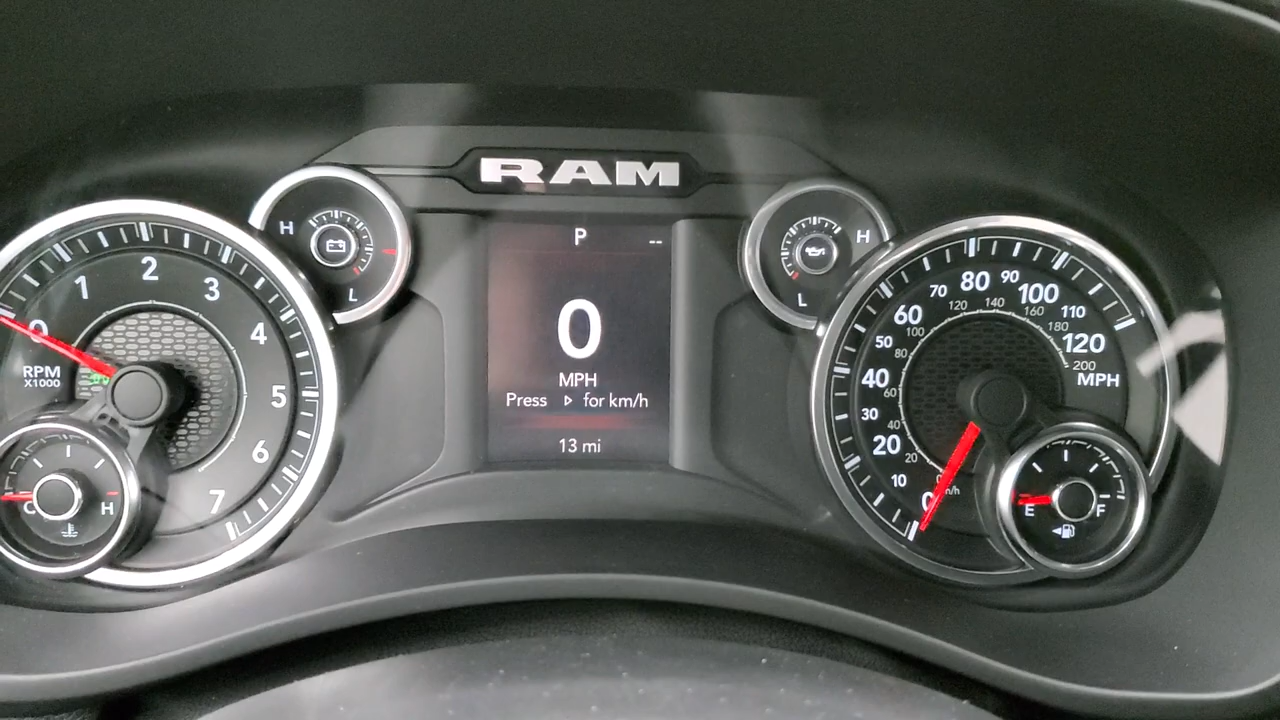 RAM
P --
0
MPH
Press ▷ for km/h
13 mi
0 1 2 3 4 5 6 7
RPM
X1000
C H
H L
L H
0 10 20 30 40 50 60 70 80 90 100 110 120
MPH
20 40 60 80 100 120 140 160 180 200
E F